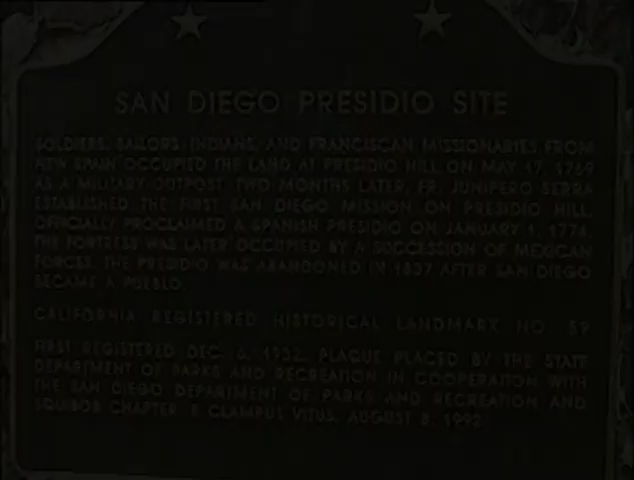 SAN DIEGO PRESIDIO SITE
SOLDIERS, SAILORS, INDIANS, AND FRANCISCAN MISSIONARIES FROM
NEW SPAIN OCCUPIED THE LAND AT PRESIDIO HILL ON MAY 17, 1769
AS A MILITARY OUTPOST. TWO MONTHS LATER, FR. JUNIPERO SERRA
ESTABLISHED THE FIRST SAN DIEGO MISSION ON PRESIDIO HILL.
OFFICIALLY PROCLAIMED A SPANISH PRESIDIO ON JANUARY 1, 1774,
THE FORTRESS WAS LATER OCCUPIED BY A SUCCESSION OF MEXICAN
FORCES. THE PRESIDIO WAS ABANDONED IN 1837 AFTER SAN DIEGO
BECAME A PUEBLO.
CALIFORNIA REGISTERED HISTORICAL LANDMARK NO. 59
FIRST REGISTERED DEC. 6, 1932. PLAQUE PLACED BY THE STATE
DEPARTMENT OF PARKS AND RECREATION IN COOPERATION WITH
THE SAN DIEGO DEPARTMENT OF PARKS AND RECREATION AND
SQUIBOB CHAPTER, E CLAMPUS VITUS, AUGUST 8, 1992.